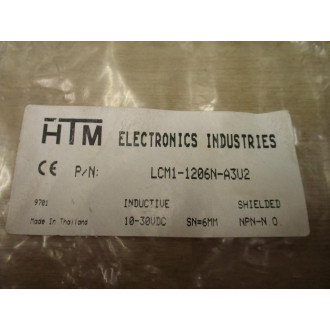 HTM ELECTRONICS INDUSTRIES
CE P/N: LCM1-1206N-A3U2
9701 INDUCTIVE SHIELDED
Made In Thailand 10-30VDC SN=6MM NPN-N.O